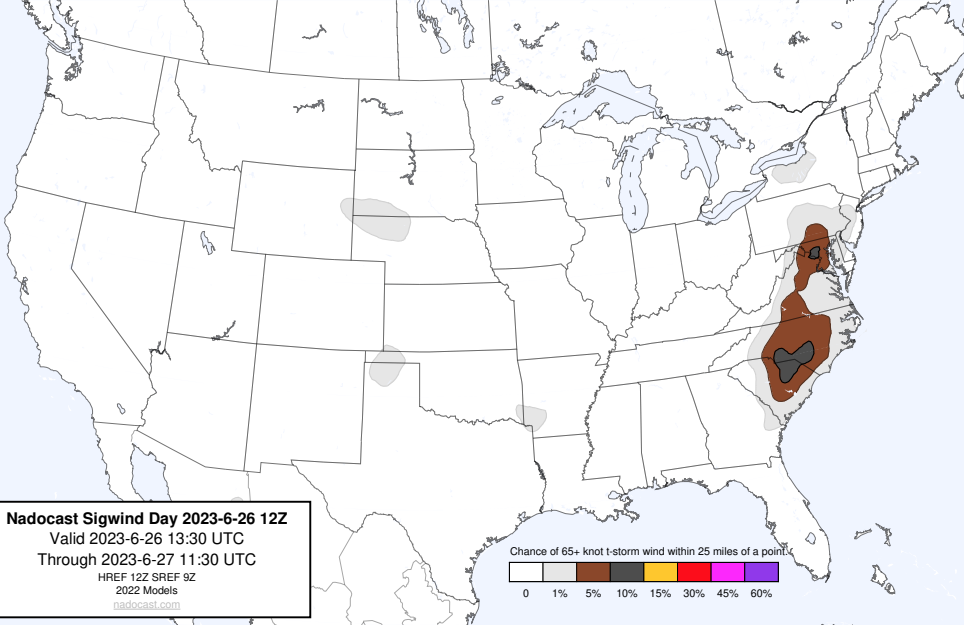 Nadocast Sigwind Day 2023-6-26 12Z
Valid 2023-6-26 13:30 UTC
Through 2023-6-27 11:30 UTC
HREF 12Z SREF 9Z
2022 Models
nadocast.com
Chance of 65+ knot t-storm wind within 25 miles of a point.
0 1% 5% 10% 15% 30% 45% 60%